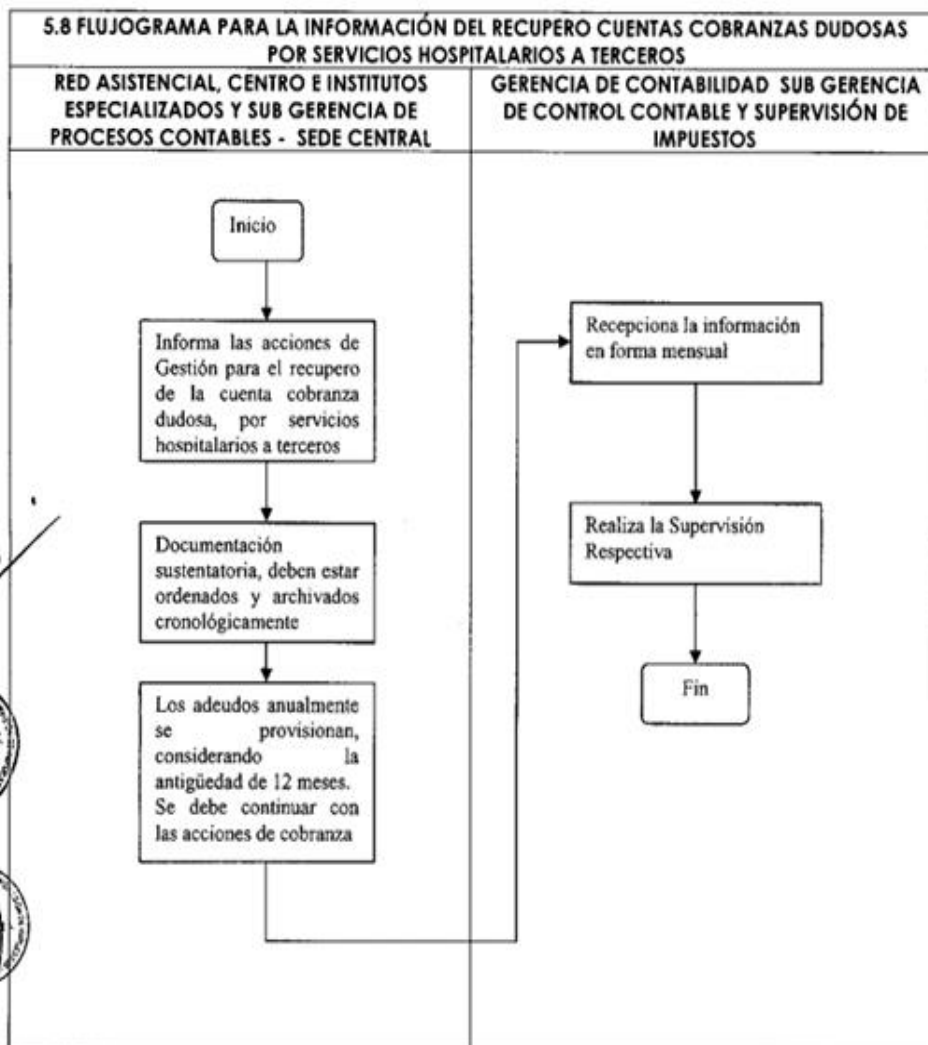 5.8 FLUJOGRAMA PARA LA INFORMACIÓN DEL RECUPERO CUENTAS COBRANZAS DUDOSAS
POR SERVICIOS HOSPITALARIOS A TERCEROS
RED ASISTENCIAL, CENTRO E INSTITUTOS
ESPECIALIZADOS Y SUB GERENCIA DE
PROCESOS CONTABLES - SEDE CENTRAL
GERENCIA DE CONTABILIDAD SUB GERENCIA
DE CONTROL CONTABLE Y SUPERVISIÓN DE
IMPUESTOS
Inicio
Informa las acciones de
Gestión para el recupero
de la cuenta cobranza
dudosa, por servicios
hospitalarios a terceros
Documentación
sustentatoria, deben estar
ordenados y archivados
cronológicamente
Los adeudos anualmente
se provisionan,
considerando la
antigüedad de 12 meses.
Se debe continuar con
las acciones de cobranza
Recepciona la información
en forma mensual
Realiza la Supervisión
Respectiva
Fin